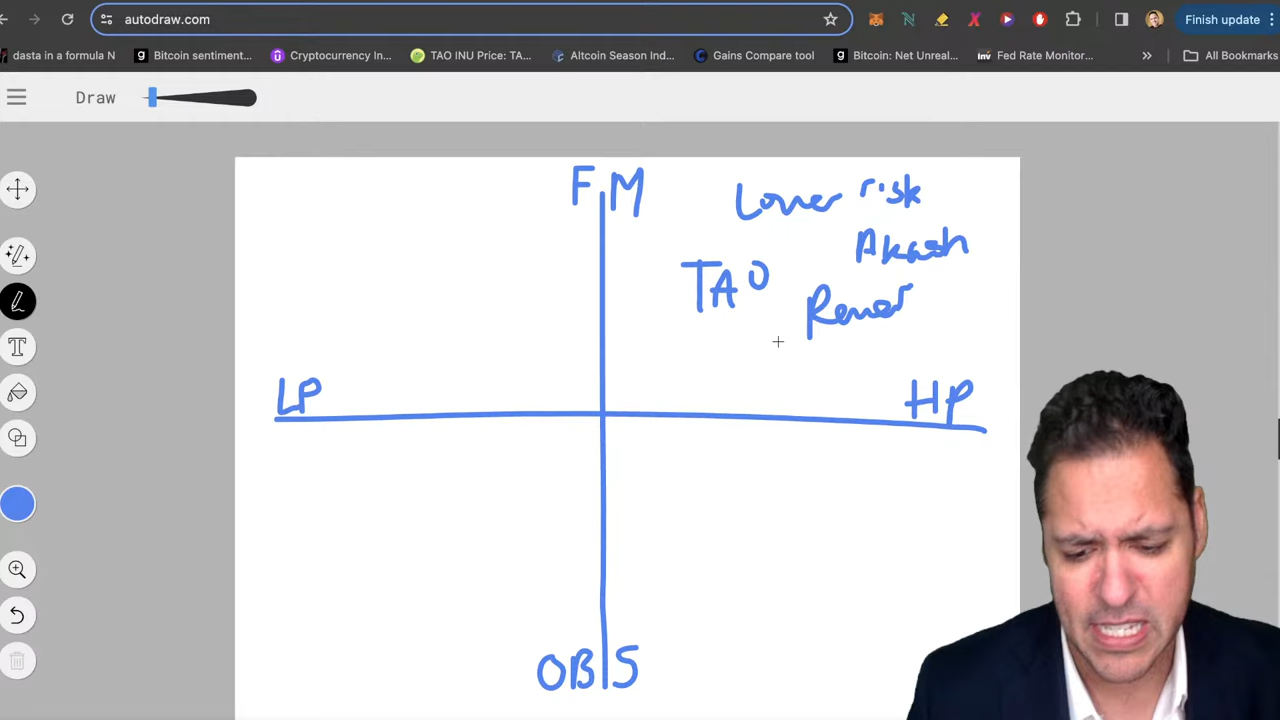 autodraw.com
Finish update
dasta in a formula N
Bitcoin sentiment...
Cryptocurrency In...
TAO INU Price: TA...
Altcoin Season Ind...
Gains Compare tool
Bitcoin: Net Unreal...
inv Fed Rate Monitor...
»
All Bookmarks
Draw
F M
Lower risk
Akash
TAO
Render
LP
HP
OBS